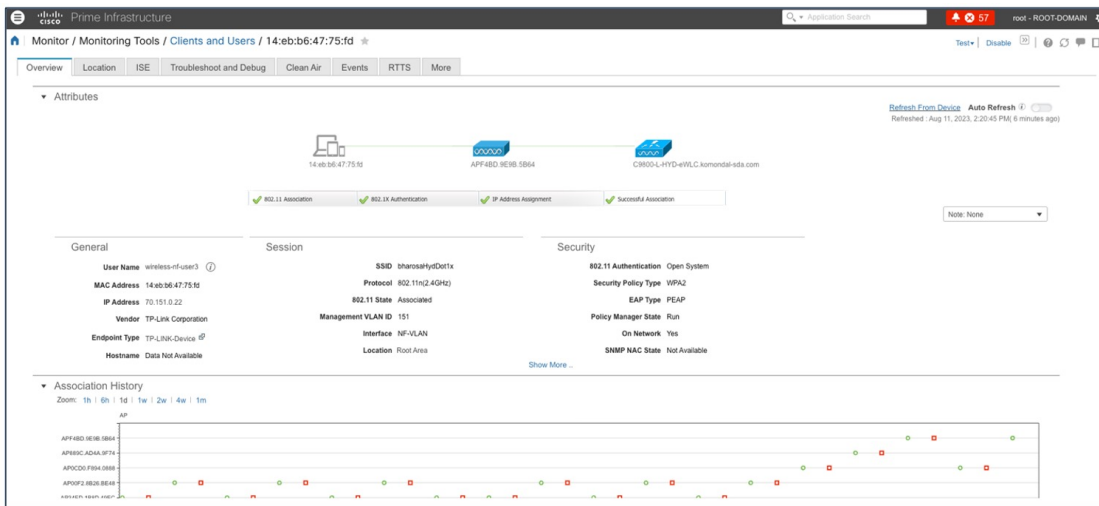 cisco Prime Infrastructure
Application Search
57
root - ROOT-DOMAIN
Monitor / Monitoring Tools / Clients and Users / 14:eb:b6:47:75:fd
Test
Disable
Overview Location ISE Troubleshoot and Debug Clean Air Events RTTS More
Attributes
Refresh From Device Auto Refresh
Refreshed : Aug 11, 2023, 2:20:45 PM( 6 minutes ago)
14:eb:b6:47:75:fd
APF4BD.9E9B.5B64
C9800-L-HYD-eWLC.komondal-sda.com
802.11 Association
802.1X Authentication
IP Address Assignment
Successful Association
Note: None
General
User Name wireless-nf-user3
MAC Address 14:eb:b6:47:75:fd
IP Address 70.151.0.22
Vendor TP-Link Corporation
Endpoint Type TP-LINK-Device
Hostname Data Not Available
Session
SSID bharosaHydDot1x
Protocol 802.11n(2.4GHz)
802.11 State Associated
Management VLAN ID 151
Interface NF-VLAN
Location Root Area
Security
802.11 Authentication Open System
Security Policy Type WPA2
EAP Type PEAP
Policy Manager State Run
On Network Yes
SNMP NAC State Not Available
Show More ..
Association History
Zoom: 1h | 6h | 1d | 1w | 2w | 4w | 1m
AP
APF4BD.9E9B.5B64
AP0CD0.F994.0888
AP00F2.8B26.BE48